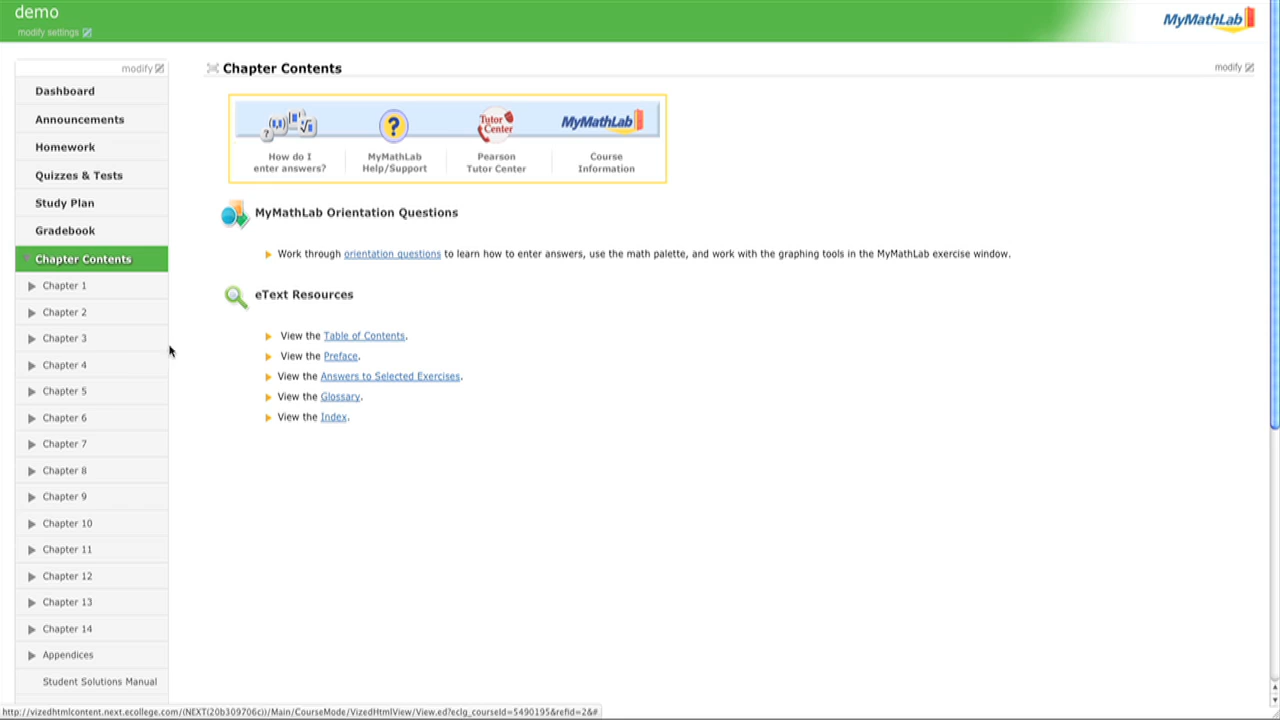 demo
modify settings
MyMathLab
modify
Dashboard
Announcements
Homework
Quizzes & Tests
Study Plan
Gradebook
Chapter Contents
Chapter 1
Chapter 2
Chapter 3
Chapter 4
Chapter 5
Chapter 6
Chapter 7
Chapter 8
Chapter 9
Chapter 10
Chapter 11
Chapter 12
Chapter 13
Chapter 14
Appendices
Student Solutions Manual
Chapter Contents
modify
Tutor Center
MyMathLab
How do I enter answers?
MyMathLab Help/Support
Pearson Tutor Center
Course Information
MyMathLab Orientation Questions
Work through orientation questions to learn how to enter answers, use the math palette, and work with the graphing tools in the MyMathLab exercise window.
eText Resources
View the Table of Contents.
View the Preface.
View the Answers to Selected Exercises.
View the Glossary.
View the Index.
http://vizedhtmlcontent.next.ecollege.com/(NEXT(20b309706c))/Main/CourseMode/VizedHtmlView/View.ed?eclg_courseId=5490195&refid=2&#